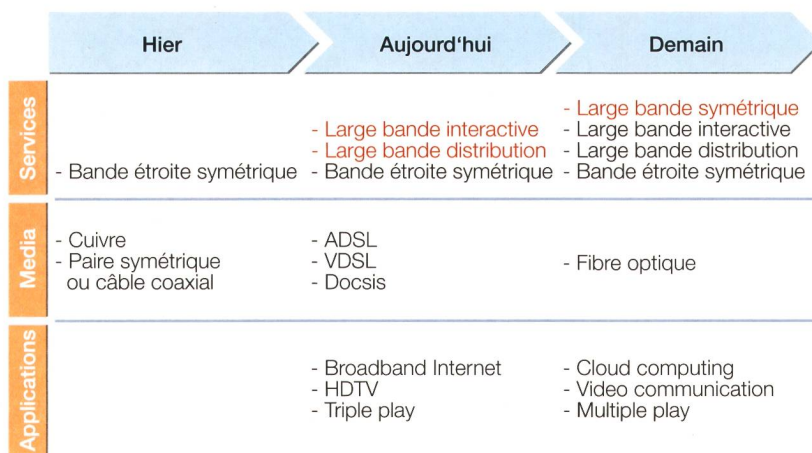 Hier
Aujourd‘hui
Demain
Services
- Bande étroite symétrique
- Large bande interactive
- Large bande distribution
- Bande étroite symétrique
- Large bande symétrique
- Large bande interactive
- Large bande distribution
- Bande étroite symétrique
Media
- Cuivre
- Paire symétrique
ou câble coaxial
- ADSL
- VDSL
- Docsis
- Fibre optique
Applications
- Broadband Internet
- HDTV
- Triple play
- Cloud computing
- Video communication
- Multiple play